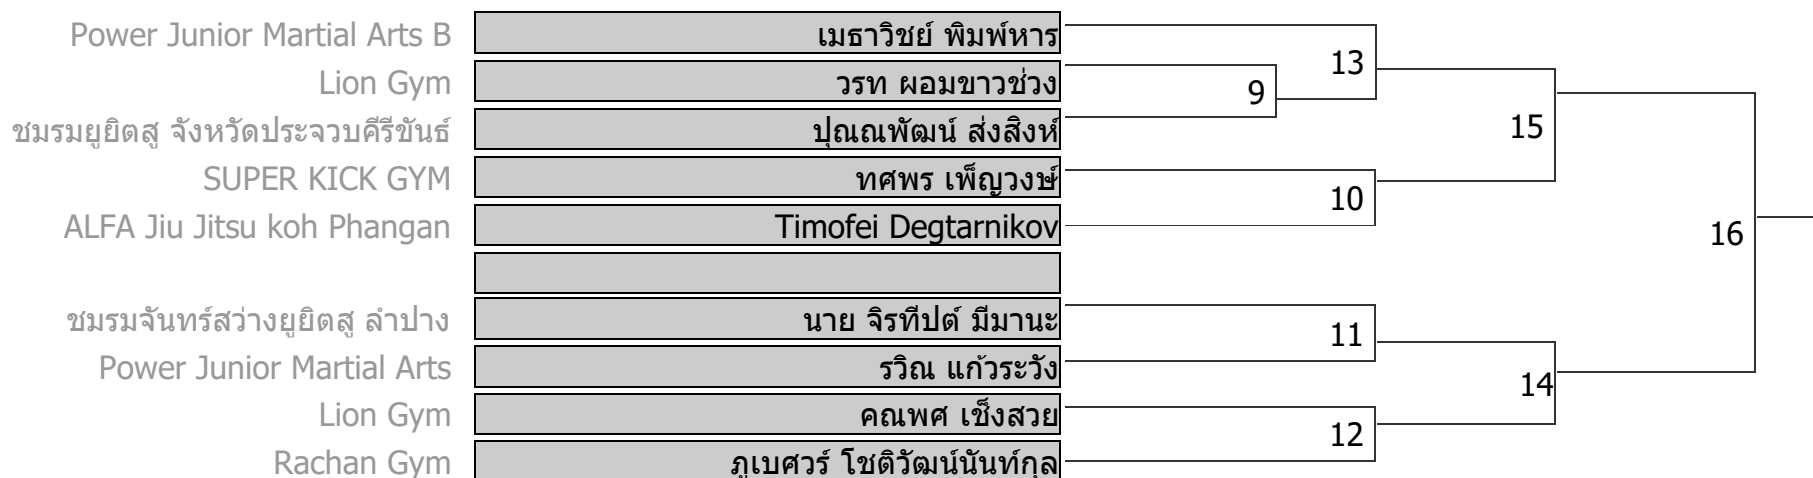 Power Junior Martial Arts B เมธาวิชย์ พิมพ์หาร
13
Lion Gym วรท ผอมขาวช่วง
9
ชมรมยูยิตสู จังหวัดประจวบคีรีขันธ์ ปุณณพัฒน์ ส่งสิงห์
15
SUPER KICK GYM ทศพร เพ็ญวงษ์
10
ALFA Jiu Jitsu koh Phangan Timofei Degtarnikov
16
ชมรมจันทร์สว่างยูยิตสู ลำปาง นาย จิรทีปต์ มีมานะ
11
Power Junior Martial Arts รวิณ แก้วระวัง
14
Lion Gym คณพศ เช็งสวย
12
Rachan Gym ภูเบศวร์ โชติวัฒน์นันท์กุล